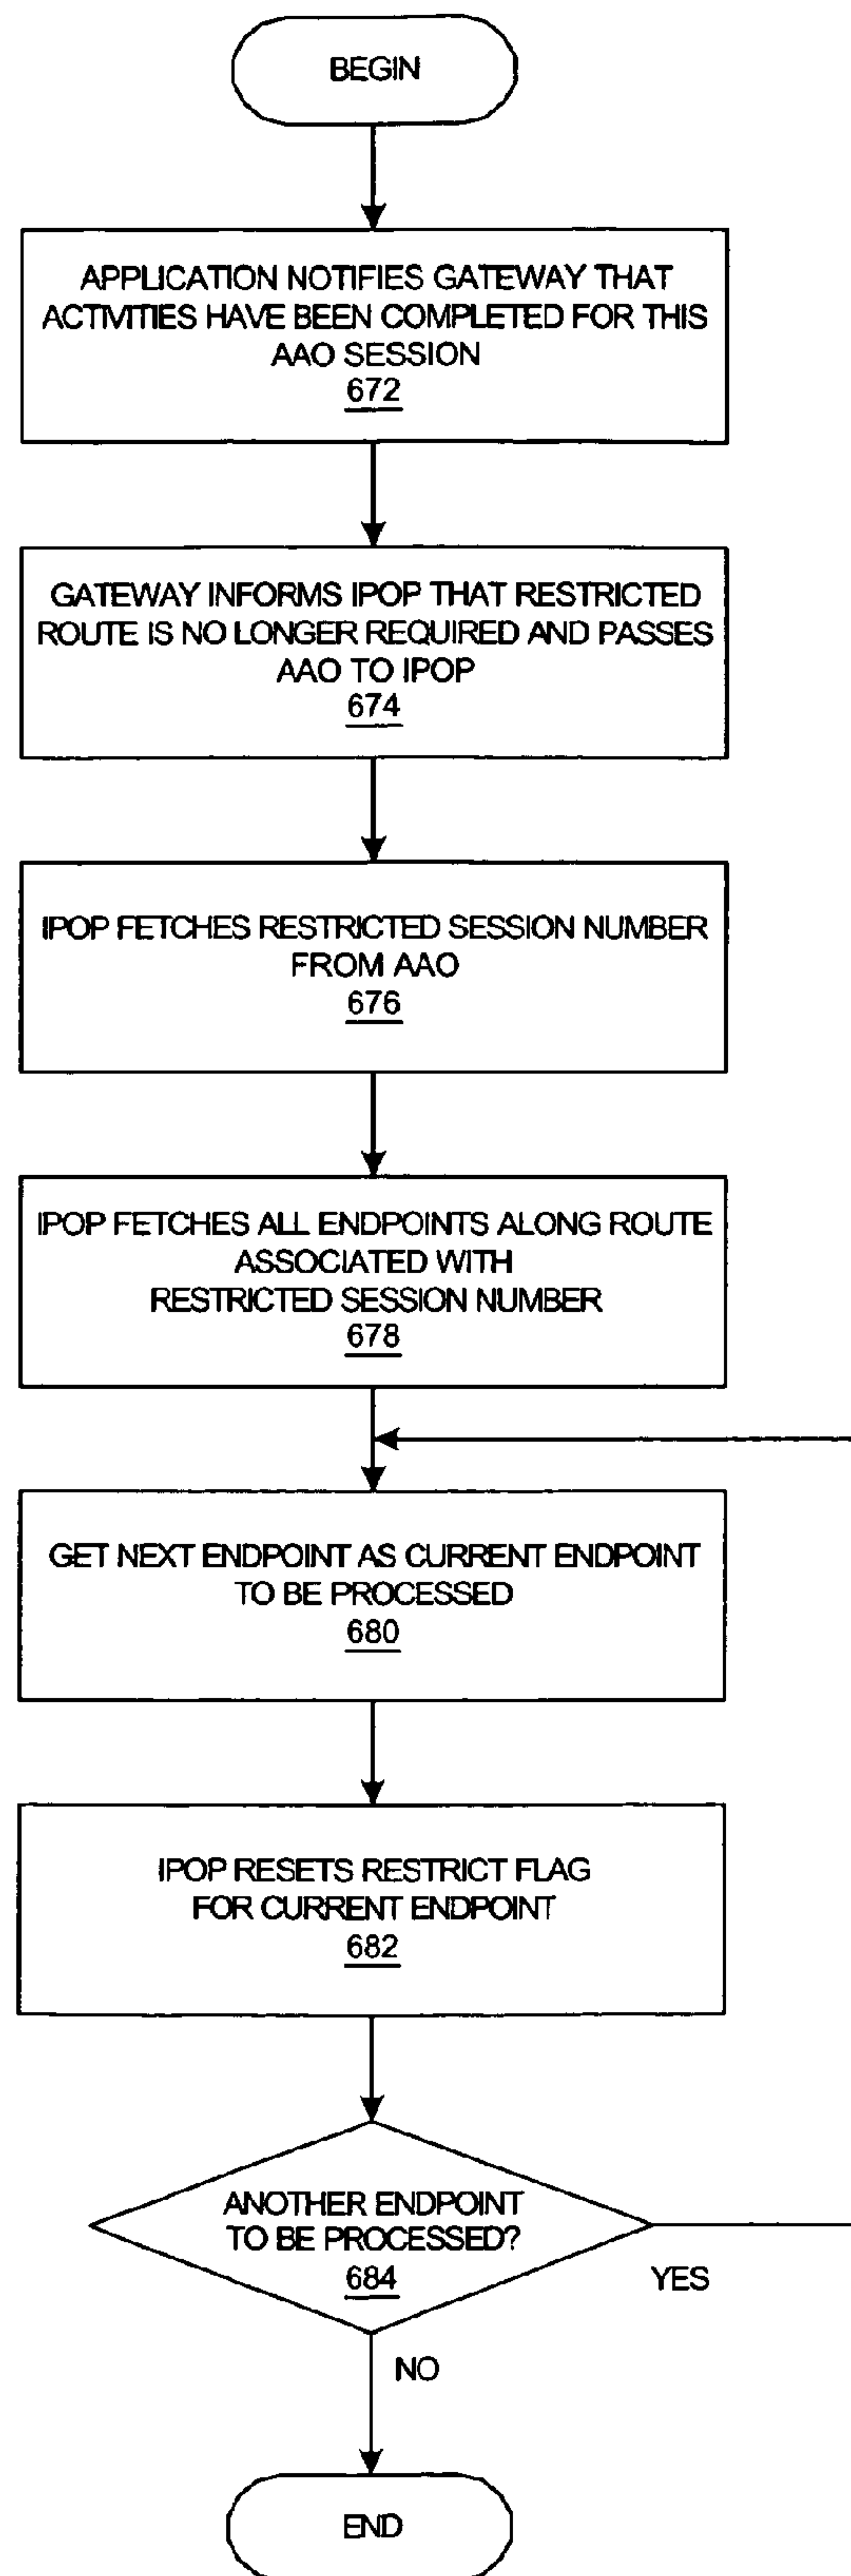 BEGIN
APPLICATION NOTIFIES GATEWAY THAT
ACTIVITIES HAVE BEEN COMPLETED FOR THIS
AAO SESSION
672
GATEWAY INFORMS IPOP THAT RESTRICTED
ROUTE IS NO LONGER REQUIRED AND PASSES
AAO TO IPOP
674
IPOP FETCHES RESTRICTED SESSION NUMBER
FROM AAO
676
IPOP FETCHES ALL ENDPOINTS ALONG ROUTE
ASSOCIATED WITH
RESTRICTED SESSION NUMBER
678
GET NEXT ENDPOINT AS CURRENT ENDPOINT
TO BE PROCESSED
680
IPOP RESETS RESTRICT FLAG
FOR CURRENT ENDPOINT
682
ANOTHER ENDPOINT
TO BE PROCESSED?
684
YES
NO
END